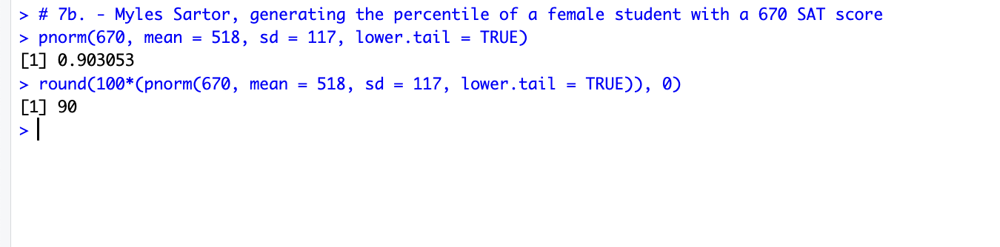 > # 7b. - Myles Sartor, generating the percentile of a female student with a 670 SAT score
> pnorm(670, mean = 518, sd = 117, lower.tail = TRUE)
[1] 0.903053
> round(100*(pnorm(670, mean = 518, sd = 117, lower.tail = TRUE)), 0)
[1] 90
>